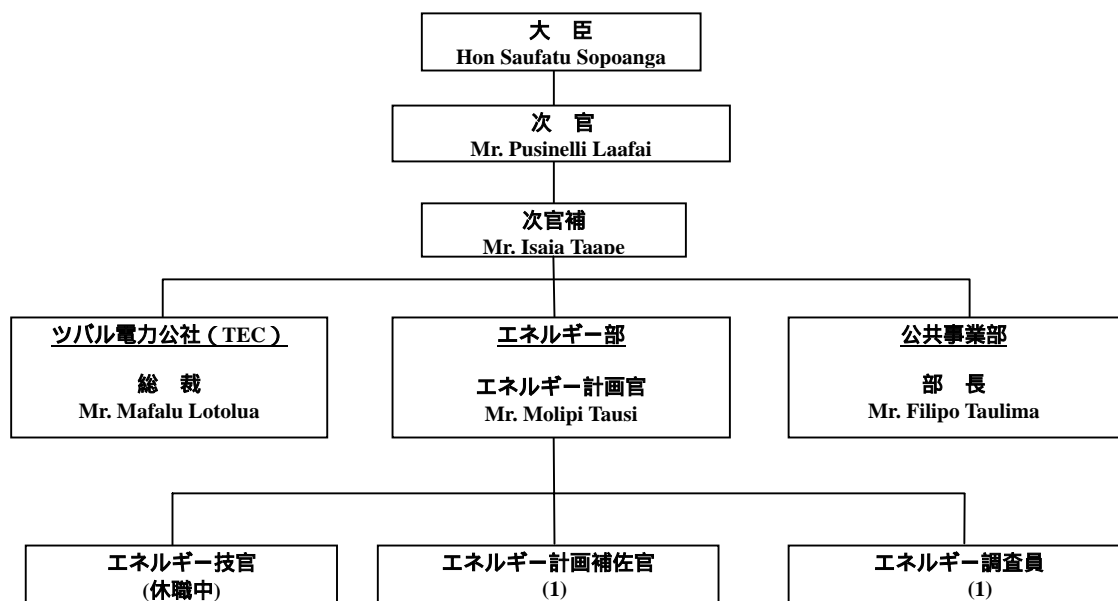 大　臣
Hon Saufatu Sopoanga
次　官
Mr. Pusinelli Laafai
次官補
Mr. Isaia Taape
ツバル電力公社（TEC）
総　裁
Mr. Mafalu Lotolua
エネルギー部
エネルギー計画官
Mr. Molipi Tausi
公共事業部
部　長
Mr. Filipo Taulima
エネルギー技官
(休職中)
エネルギー計画補佐官
(1)
エネルギー調査員
(1)